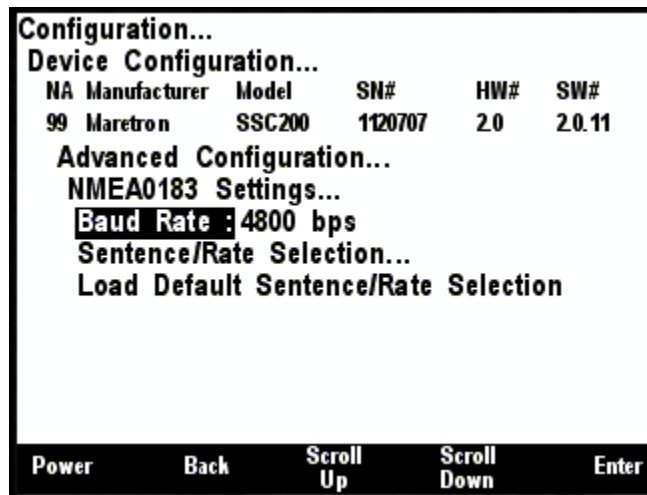 Configuration...
Device Configuration...
NA Manufacturer Model SN# HW# SW#
99 Maretron SSC200 1120707 2.0 2.0.11
Advanced Configuration...
NMEA0183 Settings...
Baud Rate : 4800 bps
Sentence/Rate Selection...
Load Default Sentence/Rate Selection
Power Back Scroll Up Scroll Down Enter